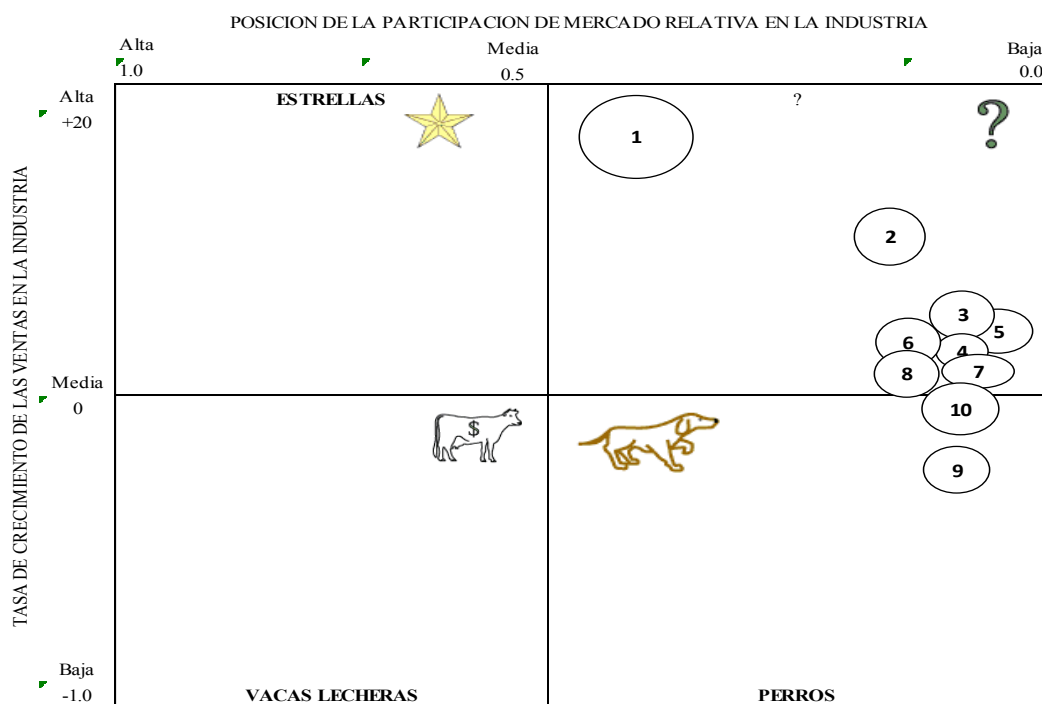 POSICION DE LA PARTICIPACION DE MERCADO RELATIVA EN LA INDUSTRIA
Alta
Media
Baja
1.0
0.5
0.0
Alta
+20
ESTRELLAS
?
?
1
2
3
5
6
4
8
7
Media
0
10
$
9
TASA DE CRECIMIENTO DE LAS VENTAS EN LA INDUSTRIA
Baja
-1.0
VACAS LECHERAS
PERROS